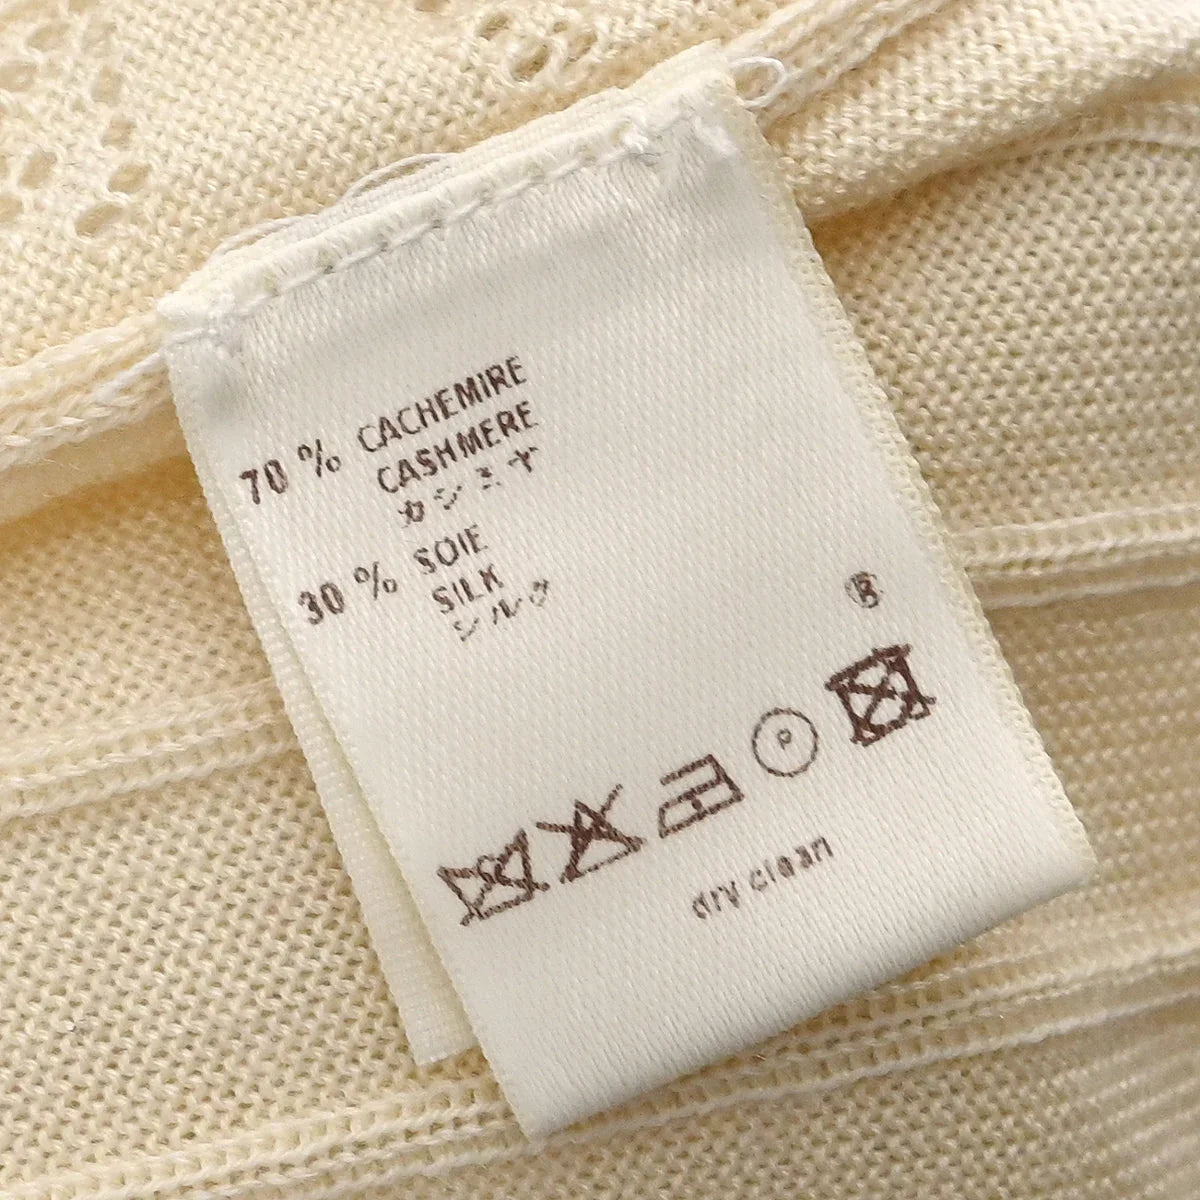 70 % CACHEMIRE
CASHMERE
カシミヤ
30 % SOIE
SILK
シルク
®
P
dry clean